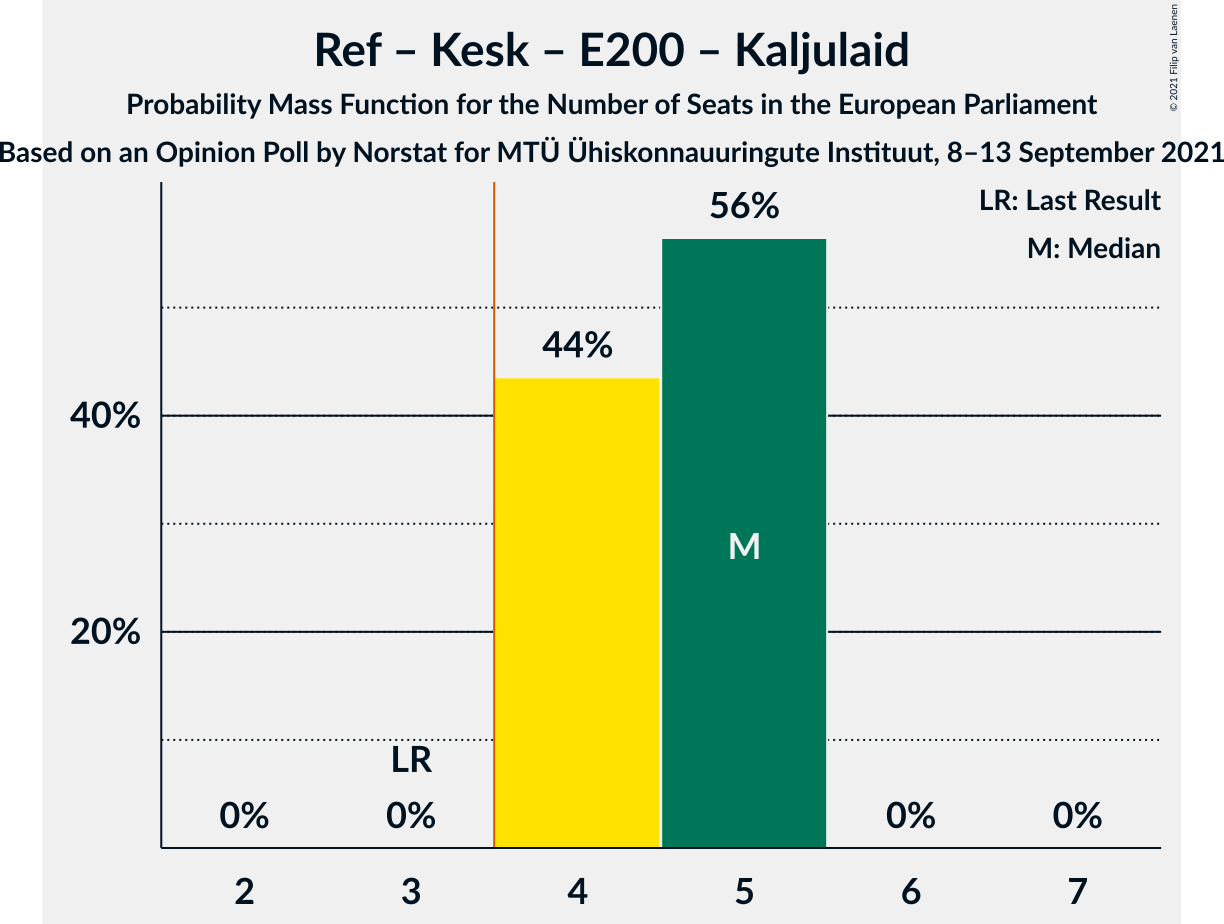 Ref – Kesk – E200 – Kaljulaid
Probability Mass Function for the Number of Seats in the European Parliament
Based on an Opinion Poll by Norstat for MTÜ Ühiskonnauuringute Instituut, 8–13 September 2021
© 2021 Filip van Laenen
LR: Last Result
M: Median
56%
44%
40%
M
20%
LR
0% 0% 0% 0%
2 3 4 5 6 7